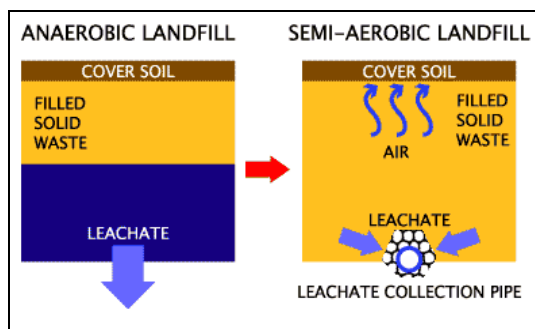 ANAEROBIC LANDFILL
COVER SOIL
FILLED
SOLID
WASTE
LEACHATE
SEMI-AEROBIC LANDFILL
COVER SOIL
FILLED
SOLID
WASTE
AIR
LEACHATE
LEACHATE COLLECTION PIPE